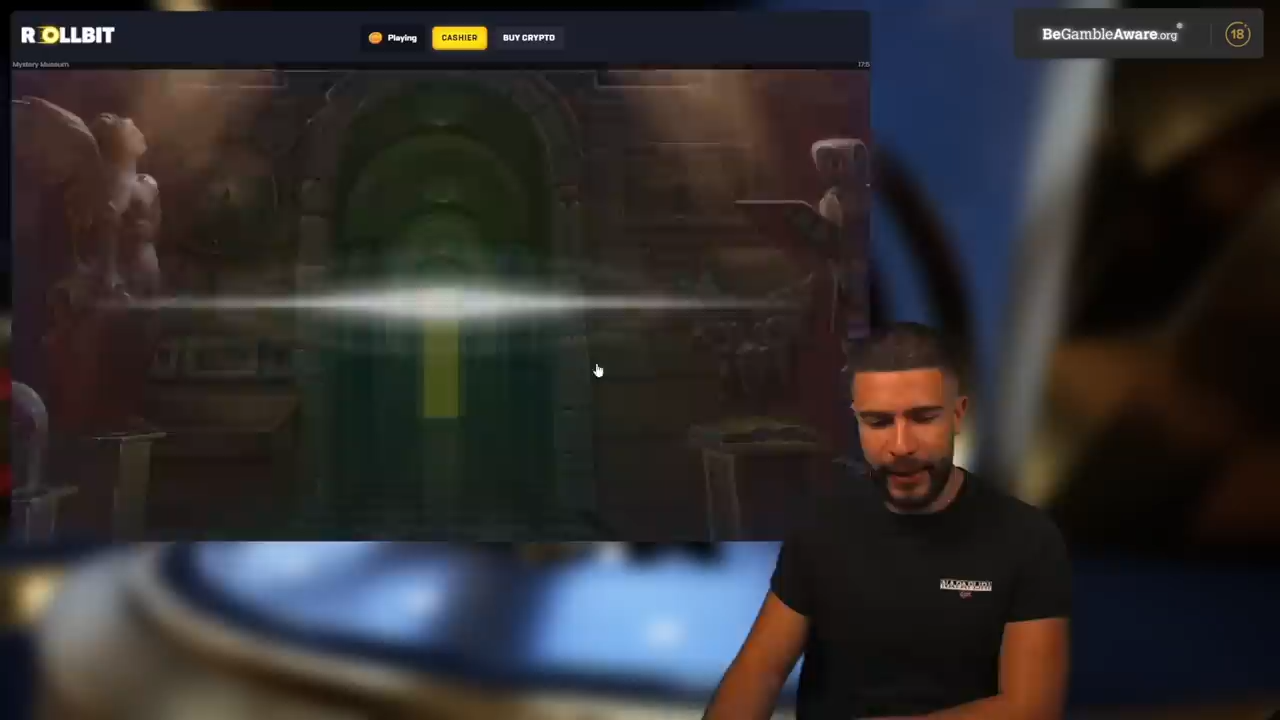 ROLLBIT
Playing
CASHIER
BUY CRYPTO
BeGambleAware.org
18
Mystery Museum